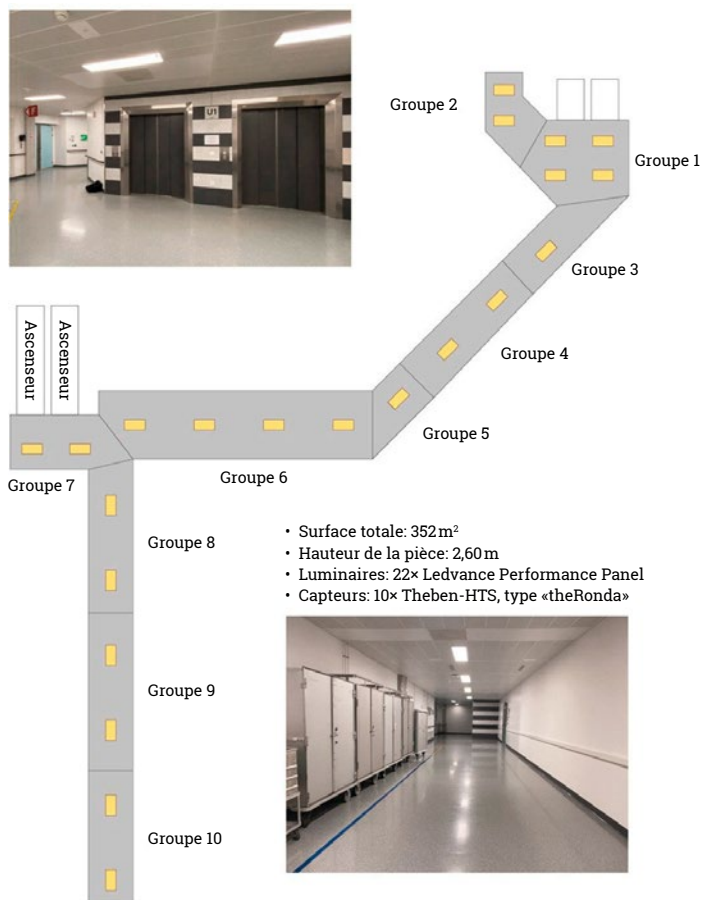 U1
Groupe 2
Groupe 1
Groupe 3
Groupe 4
Groupe 5
Ascenseur
Ascenseur
Groupe 6
Groupe 7
Groupe 8
• Surface totale: 352 m²
• Hauteur de la pièce: 2,60 m
• Luminaires: 22× Ledvance Performance Panel
• Capteurs: 10× Theben-HTS, type «theRonda»
Groupe 9
Groupe 10